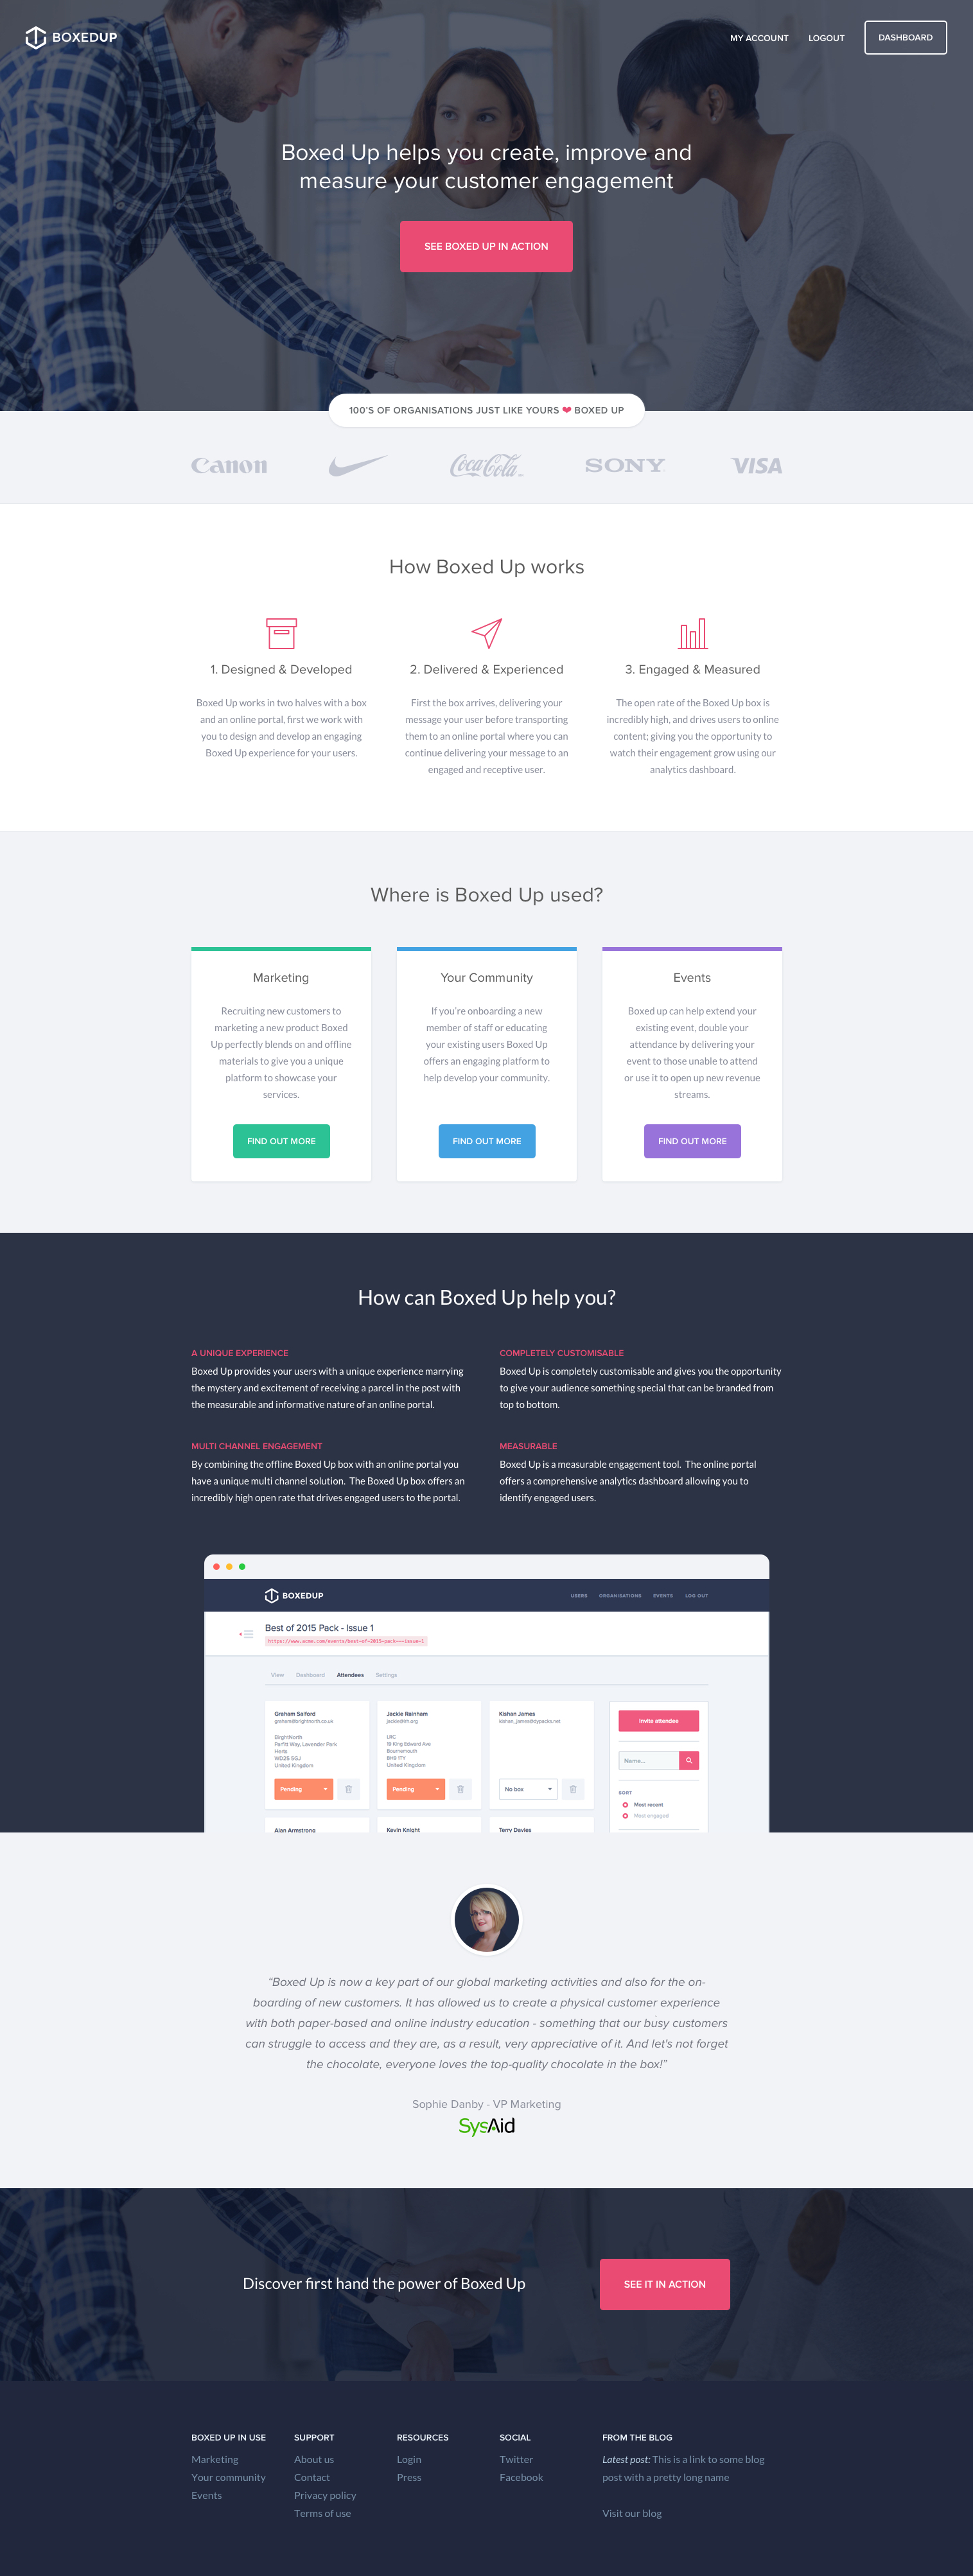 BOXEDUP
MY ACCOUNT
LOGOUT
DASHBOARD
Boxed Up helps you create, improve and
measure your customer engagement
SEE BOXED UP IN ACTION
100'S OF ORGANISATIONS JUST LIKE YOURS ❤ BOXED UP
Canon
Coca-Cola
SONY
VISA
How Boxed Up works
1. Designed & Developed
Boxed Up works in two halves with a box
and an online portal, first we work with
you to design and develop an engaging
Boxed Up experience for your users.
2. Delivered & Experienced
First the box arrives, delivering your
message your user before transporting
them to an online portal where you can
continue delivering your message to an
engaged and receptive user.
3. Engaged & Measured
The open rate of the Boxed Up box is
incredibly high, and drives users to online
content; giving you the opportunity to
watch their engagement grow using our
analytics dashboard.
Where is Boxed Up used?
Marketing
Recruiting new customers to
marketing a new product Boxed
Up perfectly blends on and offline
materials to give you a unique
platform to showcase your
services.
FIND OUT MORE
Your Community
If you're onboarding a new
member of staff or educating
your existing users Boxed Up
offers an engaging platform to
help develop your community.
FIND OUT MORE
Events
Boxed up can help extend your
existing event, double your
attendance by delivering your
event to those unable to attend
or use it to open up new revenue
streams.
FIND OUT MORE
How can Boxed Up help you?
A UNIQUE EXPERIENCE
Boxed Up provides your users with a unique experience marrying
the mystery and excitement of receiving a parcel in the post with
the measurable and informative nature of an online portal.
COMPLETELY CUSTOMISABLE
Boxed Up is completely customisable and gives you the opportunity
to give your audience something special that can be branded from
top to bottom.
MULTI CHANNEL ENGAGEMENT
By combining the offline Boxed Up box with an online portal you
have a unique multi channel solution. The Boxed Up box offers an
incredibly high open rate that drives engaged users to the portal.
MEASURABLE
Boxed Up is a measurable engagement tool. The online portal
offers a comprehensive analytics dashboard allowing you to
identify engaged users.
BOXEDUP
USERS
ORGANISATIONS
EVENTS
LOG OUT
Best of 2015 Pack - Issue 1
https://www.acme.com/events/best-of-2015-pack---issue-1
View
Dashboard
Attendees
Settings
Graham Salford
graham@brightnorth.co.uk
BirghtNorth
Parfitt Way, Lavender Park
Herts
WD25 5GJ
United Kingdom
Pending
Jackie Rainham
jackie@lrh.org
LRC
19 King Edward Ave
Bournemouth
BH9 1TY
United Kingdom
Pending
Kishan James
kishan_james@typacks.net
No box
Invite attendee
Name...
SORT
Most recent
Most engaged
Alan Armstrong
Kevin Knight
Terry Davies
“Boxed Up is now a key part of our global marketing activities and also for the on-
boarding of new customers. It has allowed us to create a physical customer experience
with both paper-based and online industry education - something that our busy customers
can struggle to access and they are, as a result, very appreciative of it. And let's not forget
the chocolate, everyone loves the top-quality chocolate in the box!”
Sophie Danby - VP Marketing
SysAid
Discover first hand the power of Boxed Up
SEE IT IN ACTION
BOXED UP IN USE
Marketing
Your community
Events
SUPPORT
About us
Contact
Privacy policy
Terms of use
RESOURCES
Login
Press
SOCIAL
Twitter
Facebook
FROM THE BLOG
Latest post: This is a link to some blog
post with a pretty long name
Visit our blog